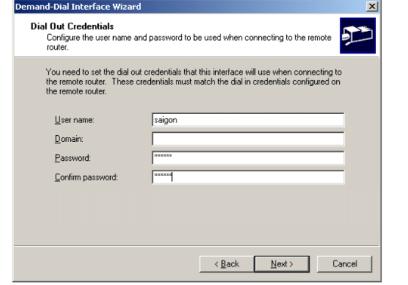 Demand-Dial Interface Wizard
Dial Out Credentials
Configure the user name and password to be used when connecting to the remote
router.
You need to set the dial out credentials that this interface will use when connecting to
the remote router. These credentials must match the dial in credentials configured on
the remote router.
User name: saigon
Domain:
Password: ******
Confirm password: ******
< Back Next > Cancel